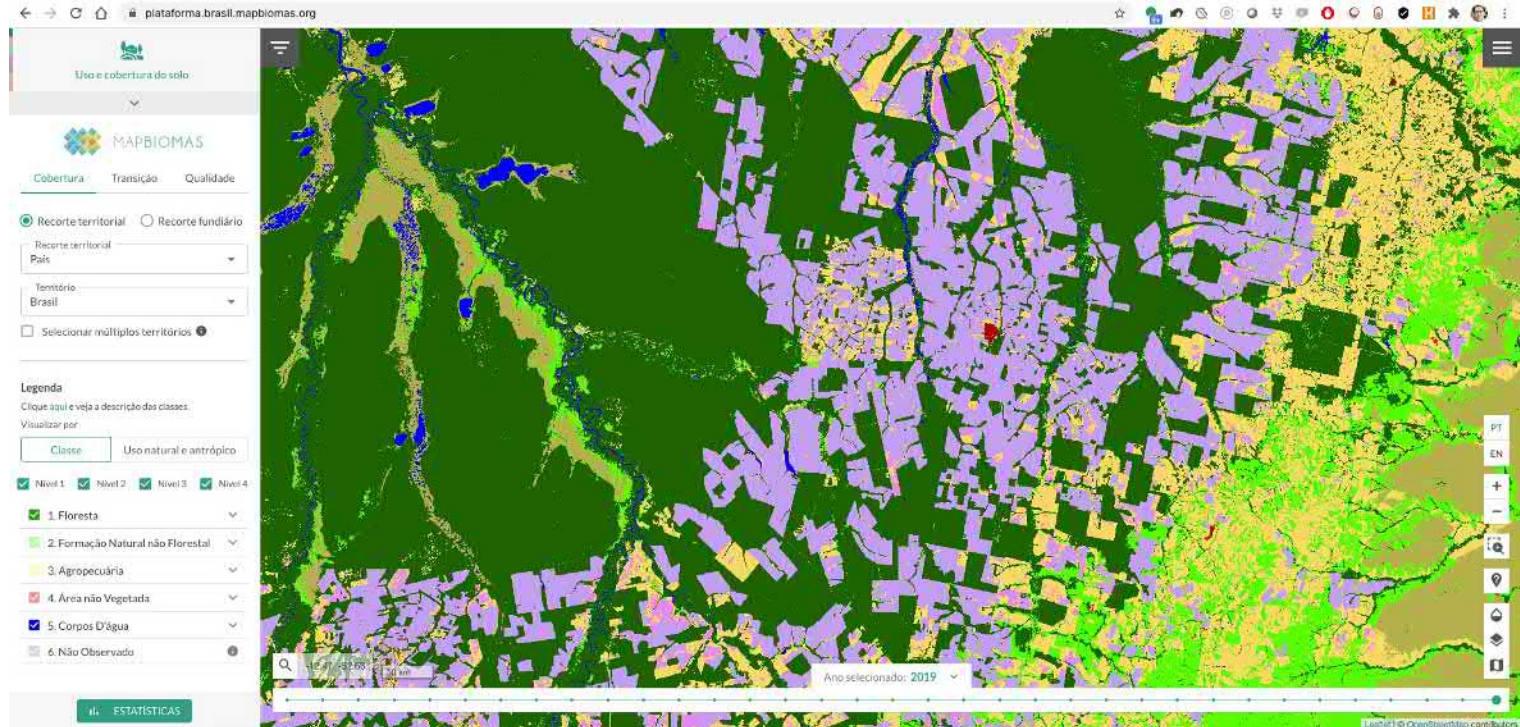 plataforma.brasil.mapbiomas.org
Uso e cobertura do solo
MAPBIOMAS
Cobertura Transição Qualidade
Recorte territorial Recorte fundiário
Recorte territorial
País
Território
Brasil
Selecionar múltiplos territórios
Legenda
Clique aqui e veja a descrição das classes.
Visualizar por
Classe Uso natural e antrópico
Nível 1 Nível 2 Nível 3 Nível 4
1. Floresta
2. Formação Natural não Florestal
3. Agropecuária
4. Área não Vegetada
5. Corpos D'água
6. Não Observado
ESTATÍSTICAS
PT
EN
Ano selecionado: 2019
Leaflet | © OpenStreetMap contributors